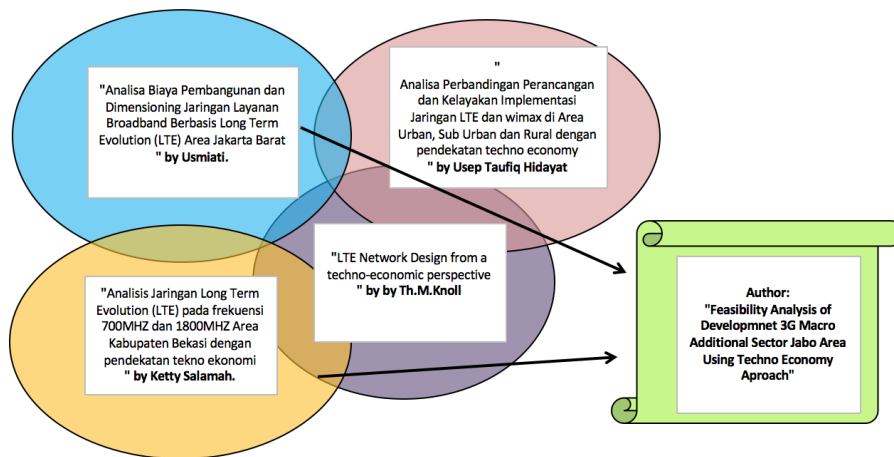 "Analisa Biaya Pembangunan dan
Dimensioning Jaringan Layanan
Broadband Berbasis Long Term
Evolution (LTE) Area Jakarta Barat
" by Usmiati.
"
Analisa Perbandingan Perancangan
dan Kelayakan Implementasi
Jaringan LTE dan wimax di Area
Urban, Sub Urban dan Rural dengan
pendekatan techno economy
" by Usep Taufiq Hidayat
"LTE Network Design from a
techno-economic perspective
" by by Th.M.Knoll
"Analisis Jaringan Long Term
Evolution (LTE) pada frekuensi
700MHZ dan 1800MHZ Area
Kabupaten Bekasi dengan
pendekatan tekno ekonomi
" by Ketty Salamah.
Author:
"Feasibility Analysis of
Developmnet 3G Macro
Additional Sector Jabo Area
Using Techno Economy
Aproach"